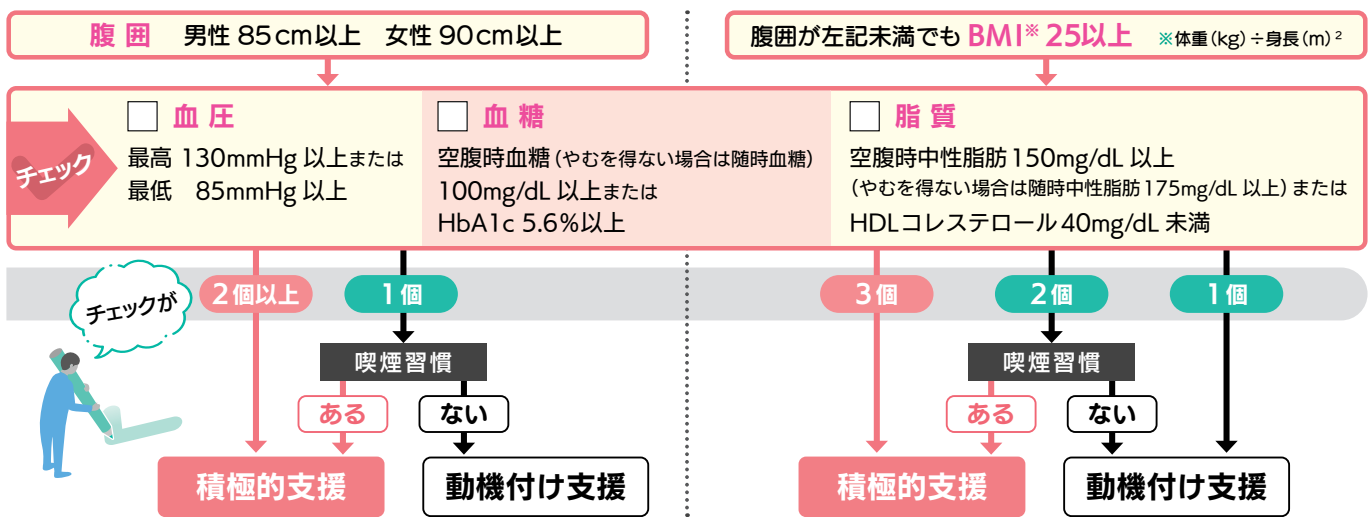 腹囲 男性 85cm以上 女性 90cm以上
腹囲が左記未満でも BMI※ 25以上 ※体重(kg)÷身長(m)²
チェック
血圧
最高 130mmHg 以上または
最低 85mmHg 以上
血糖
空腹時血糖(やむを得ない場合は随時血糖)
100mg/dL 以上または
HbA1c 5.6%以上
脂質
空腹時中性脂肪 150mg/dL 以上
(やむを得ない場合は随時中性脂肪 175mg/dL 以上)または
HDLコレステロール 40mg/dL 未満
チェックが
2個以上
1個
喫煙習慣
ある
ない
積極的支援
動機付け支援
3個
2個
1個
喫煙習慣
ある
ない
積極的支援
動機付け支援